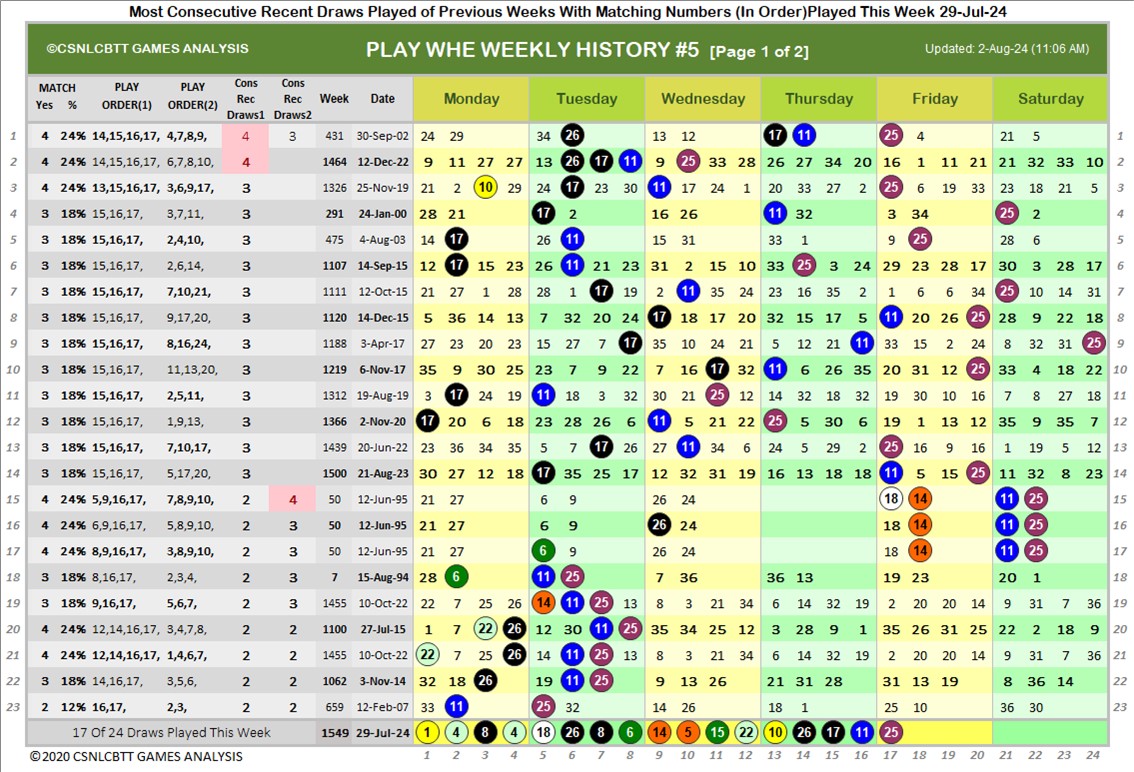 Most Consecutive Recent Draws Played of Previous Weeks With Matching Numbers (In Order)Played This Week 29-Jul-24
©CSNLCBTT GAMES ANALYSIS PLAY WHE WEEKLY HISTORY #5 [Page 1 of 2] Updated: 2-Aug-24 (11:06 AM)
MATCH Yes % PLAY ORDER(1) PLAY ORDER(2) Cons Rec Draws1 Cons Rec Draws2 Week Date Monday Tuesday Wednesday Thursday Friday Saturday
1 4 24% 14,15,16,17, 4,7,8,9, 4 3 431 30-Sep-02 24 29 34 26 13 12 17 11 25 4 21 5 1
2 4 24% 14,15,16,17, 6,7,8,10, 4 1464 12-Dec-22 9 11 27 27 13 26 17 11 9 25 33 28 26 27 34 20 16 1 11 21 21 32 33 10 2
3 4 24% 13,15,16,17, 3,6,9,17, 3 1326 25-Nov-19 21 2 10 29 24 17 23 30 11 17 24 1 20 33 27 2 25 6 19 33 23 18 21 5 3
4 3 18% 15,16,17, 3,7,11, 3 291 24-Jan-00 28 21 17 2 16 26 11 32 3 34 25 2 4
5 3 18% 15,16,17, 2,4,10, 3 475 4-Aug-03 14 17 26 11 15 31 33 1 9 25 28 6 5
6 3 18% 15,16,17, 2,6,14, 3 1107 14-Sep-15 12 17 15 23 26 11 21 23 31 2 15 10 33 25 3 24 29 23 28 17 30 3 28 17 6
7 3 18% 15,16,17, 7,10,21, 3 1111 12-Oct-15 21 27 1 28 28 1 17 19 2 11 35 24 23 16 35 2 1 6 6 34 25 10 14 31 7
8 3 18% 15,16,17, 9,17,20, 3 1120 14-Dec-15 5 36 14 13 7 32 20 24 17 18 17 20 32 15 17 5 11 20 26 25 28 9 22 18 8
9 3 18% 15,16,17, 8,16,24, 3 1188 3-Apr-17 27 23 20 23 15 27 7 17 35 10 24 21 5 12 21 11 33 15 2 24 8 32 31 25 9
10 3 18% 15,16,17, 11,13,20, 3 1219 6-Nov-17 35 9 30 25 23 7 9 22 7 16 17 32 11 6 26 35 20 31 12 25 33 4 18 22 10
11 3 18% 15,16,17, 2,5,11, 3 1312 19-Aug-19 3 17 24 19 11 18 3 32 30 21 25 12 14 32 18 32 19 30 10 16 7 8 27 18 11
12 3 18% 15,16,17, 1,9,13, 3 1366 2-Nov-20 17 20 6 18 23 28 26 6 11 5 21 22 25 5 30 6 19 1 13 12 35 9 35 7 12
13 3 18% 15,16,17, 7,10,17, 3 1439 20-Jun-22 23 36 34 35 5 7 17 26 27 11 34 6 24 5 29 2 25 16 9 16 1 19 5 12 13
14 3 18% 15,16,17, 5,17,20, 3 1500 21-Aug-23 30 27 12 18 17 35 25 17 12 32 31 19 16 13 18 18 11 5 15 25 11 32 8 23 14
15 4 24% 5,9,16,17, 7,8,9,10, 2 4 50 12-Jun-95 21 27 6 9 26 24 18 14 11 25 15
16 4 24% 6,9,16,17, 5,8,9,10, 2 3 50 12-Jun-95 21 27 6 9 26 24 18 14 11 25 16
17 4 24% 8,9,16,17, 3,8,9,10, 2 3 50 12-Jun-95 21 27 6 9 26 24 18 14 11 25 17
18 3 18% 8,16,17, 2,3,4, 2 3 7 15-Aug-94 28 6 11 25 7 36 36 13 19 23 20 1 18
19 3 18% 9,16,17, 5,6,7, 2 3 1455 10-Oct-22 22 7 25 26 14 11 25 13 8 3 21 34 6 14 32 19 2 20 20 14 9 31 7 36 19
20 4 24% 12,14,16,17, 3,4,7,8, 2 2 1100 27-Jul-15 1 7 22 26 12 30 11 25 35 34 25 12 3 28 9 1 35 26 31 25 22 2 18 9 20
21 4 24% 12,14,16,17, 1,4,6,7, 2 2 1455 10-Oct-22 22 7 25 26 14 11 25 13 8 3 21 34 6 14 32 19 2 20 20 14 9 31 7 36 21
22 3 18% 14,16,17, 3,5,6, 2 2 1062 3-Nov-14 32 18 26 19 11 25 9 13 26 21 31 28 31 13 19 8 36 14 22
23 2 12% 16,17, 2,3, 2 2 659 12-Feb-07 33 11 25 32 14 26 18 1 25 10 36 30 23
17 Of 24 Draws Played This Week 1549 29-Jul-24 1 4 8 4 18 26 8 6 14 5 15 22 10 26 17 11 25
©2020 CSNLCBTT GAMES ANALYSIS 1 2 3 4 5 6 7 8 9 10 11 12 13 14 15 16 17 18 19 20 21 22 23 24